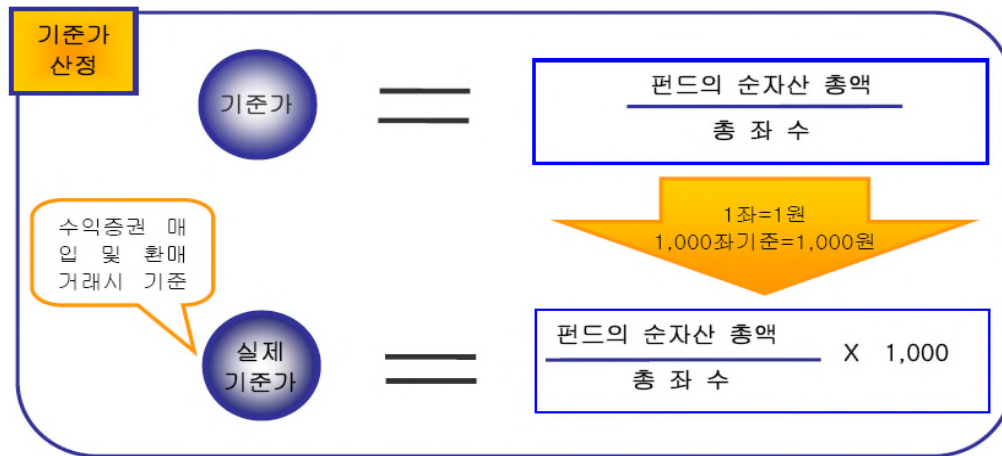 기준가
산정
기준가
펀드의 순자산 총액
총 좌 수
1좌=1원
1,000좌기준=1,000원
수익증권 매
입 및 환매
거래시 기준
실제
기준가
펀드의 순자산 총액
총 좌 수
X 1,000